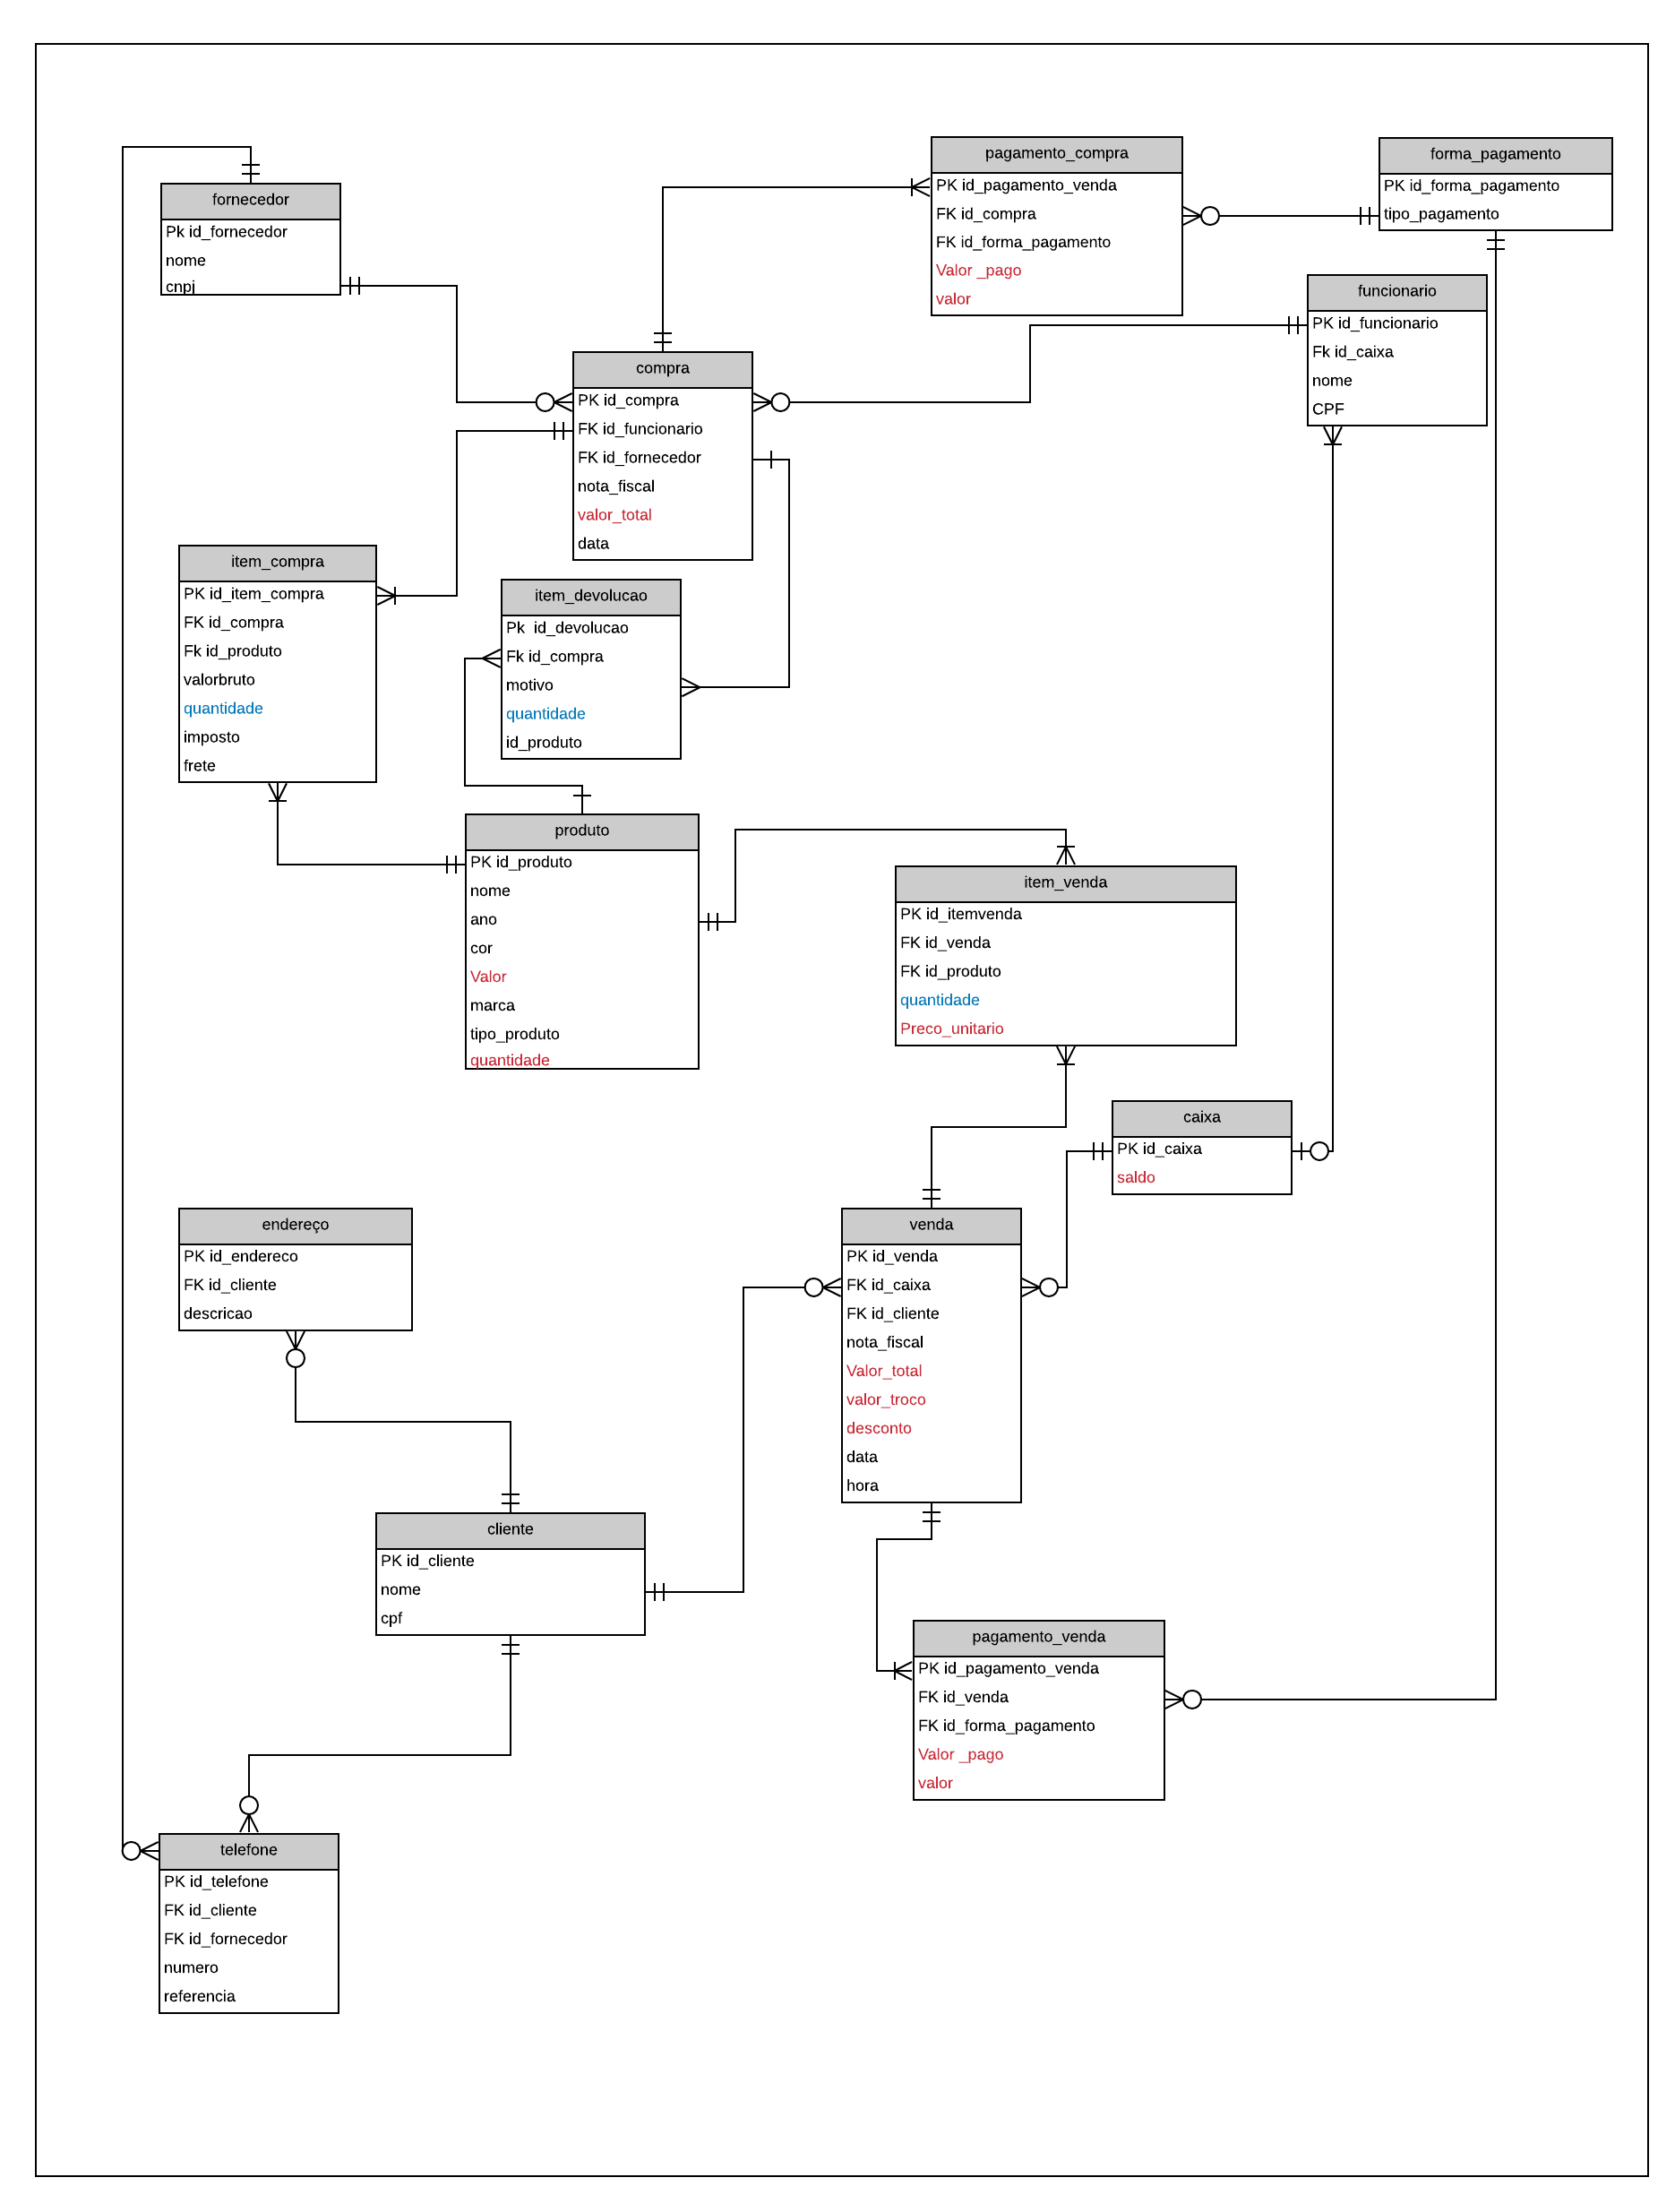 pagamento_compra
PK id_pagamento_venda
FK id_compra
FK id_forma_pagamento
Valor _pago
valor
forma_pagamento
PK id_forma_pagamento
tipo_pagamento
fornecedor
Pk id_fornecedor
nome
cnpj
funcionario
PK id_funcionario
Fk id_caixa
nome
CPF
compra
PK id_compra
FK id_funcionario
FK id_fornecedor
nota_fiscal
valor_total
data
item_compra
PK id_item_compra
FK id_compra
Fk id_produto
valorbruto
quantidade
imposto
frete
item_devolucao
Pk  id_devolucao
Fk id_compra
motivo
quantidade
id_produto
produto
PK id_produto
nome
ano
cor
Valor
marca
tipo_produto
quantidade
item_venda
PK id_itemvenda
FK id_venda
FK id_produto
quantidade
Preco_unitario
caixa
PK id_caixa
saldo
endereço
PK id_endereco
FK id_cliente
descricao
venda
PK id_venda
FK id_caixa
FK id_cliente
nota_fiscal
Valor_total
valor_troco
desconto
data
hora
cliente
PK id_cliente
nome
cpf
pagamento_venda
PK id_pagamento_venda
FK id_venda
FK id_forma_pagamento
Valor _pago
valor
telefone
PK id_telefone
FK id_cliente
FK id_fornecedor
numero
referencia